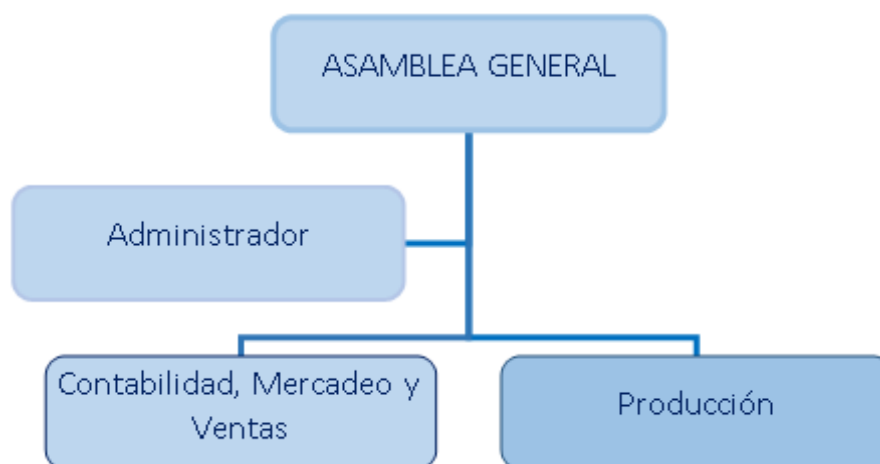 ASAMBLEA GENERAL
Administrador
Contabilidad, Mercadeo y
Ventas
Producción